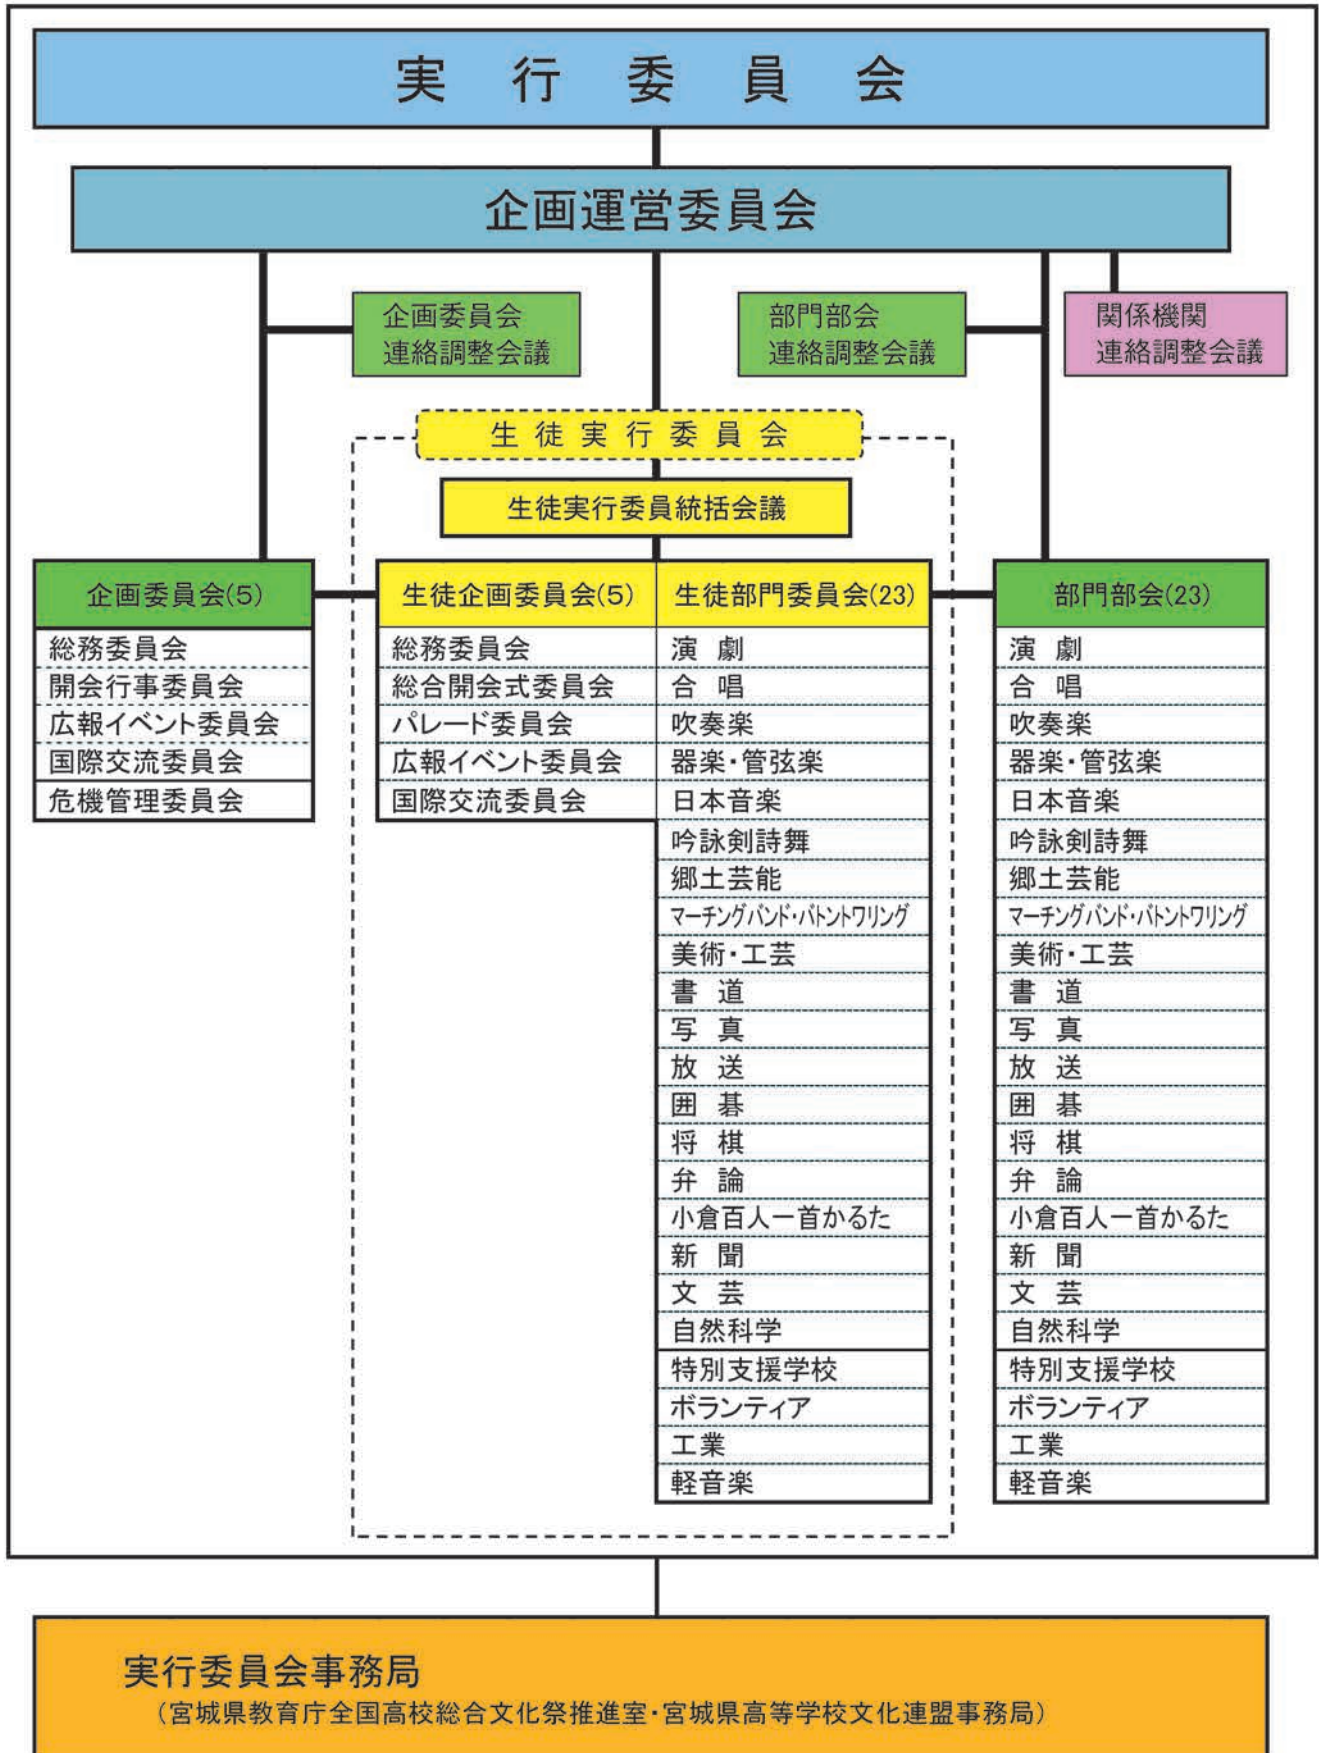 実行委員会
企画運営委員会
企画委員会
連絡調整会議
部門部会
連絡調整会議
関係機関
連絡調整会議
生徒実行委員会
生徒実行委員統括会議
企画委員会(5)
総務委員会
開会行事委員会
広報イベント委員会
国際交流委員会
危機管理委員会
生徒企画委員会(5)
総務委員会
総合開会式委員会
パレード委員会
広報イベント委員会
国際交流委員会
生徒部門委員会(23)
演 劇
合 唱
吹奏楽
器楽・管弦楽
日本音楽
吟詠剣詩舞
郷土芸能
マーチングバンド・バトントワリング
美術・工芸
書 道
写 真
放 送
囲 碁
将 棋
弁 論
小倉百人一首かるた
新 聞
文 芸
自然科学
特別支援学校
ボランティア
工業
軽音楽
部門部会(23)
演 劇
合 唱
吹奏楽
器楽・管弦楽
日本音楽
吟詠剣詩舞
郷土芸能
マーチングバンド・バトントワリング
美術・工芸
書 道
写 真
放 送
囲 碁
将 棋
弁 論
小倉百人一首かるた
新 聞
文 芸
自然科学
特別支援学校
ボランティア
工業
軽音楽
実行委員会事務局
（宮城県教育庁全国高校総合文化祭推進室・宮城県高等学校文化連盟事務局）